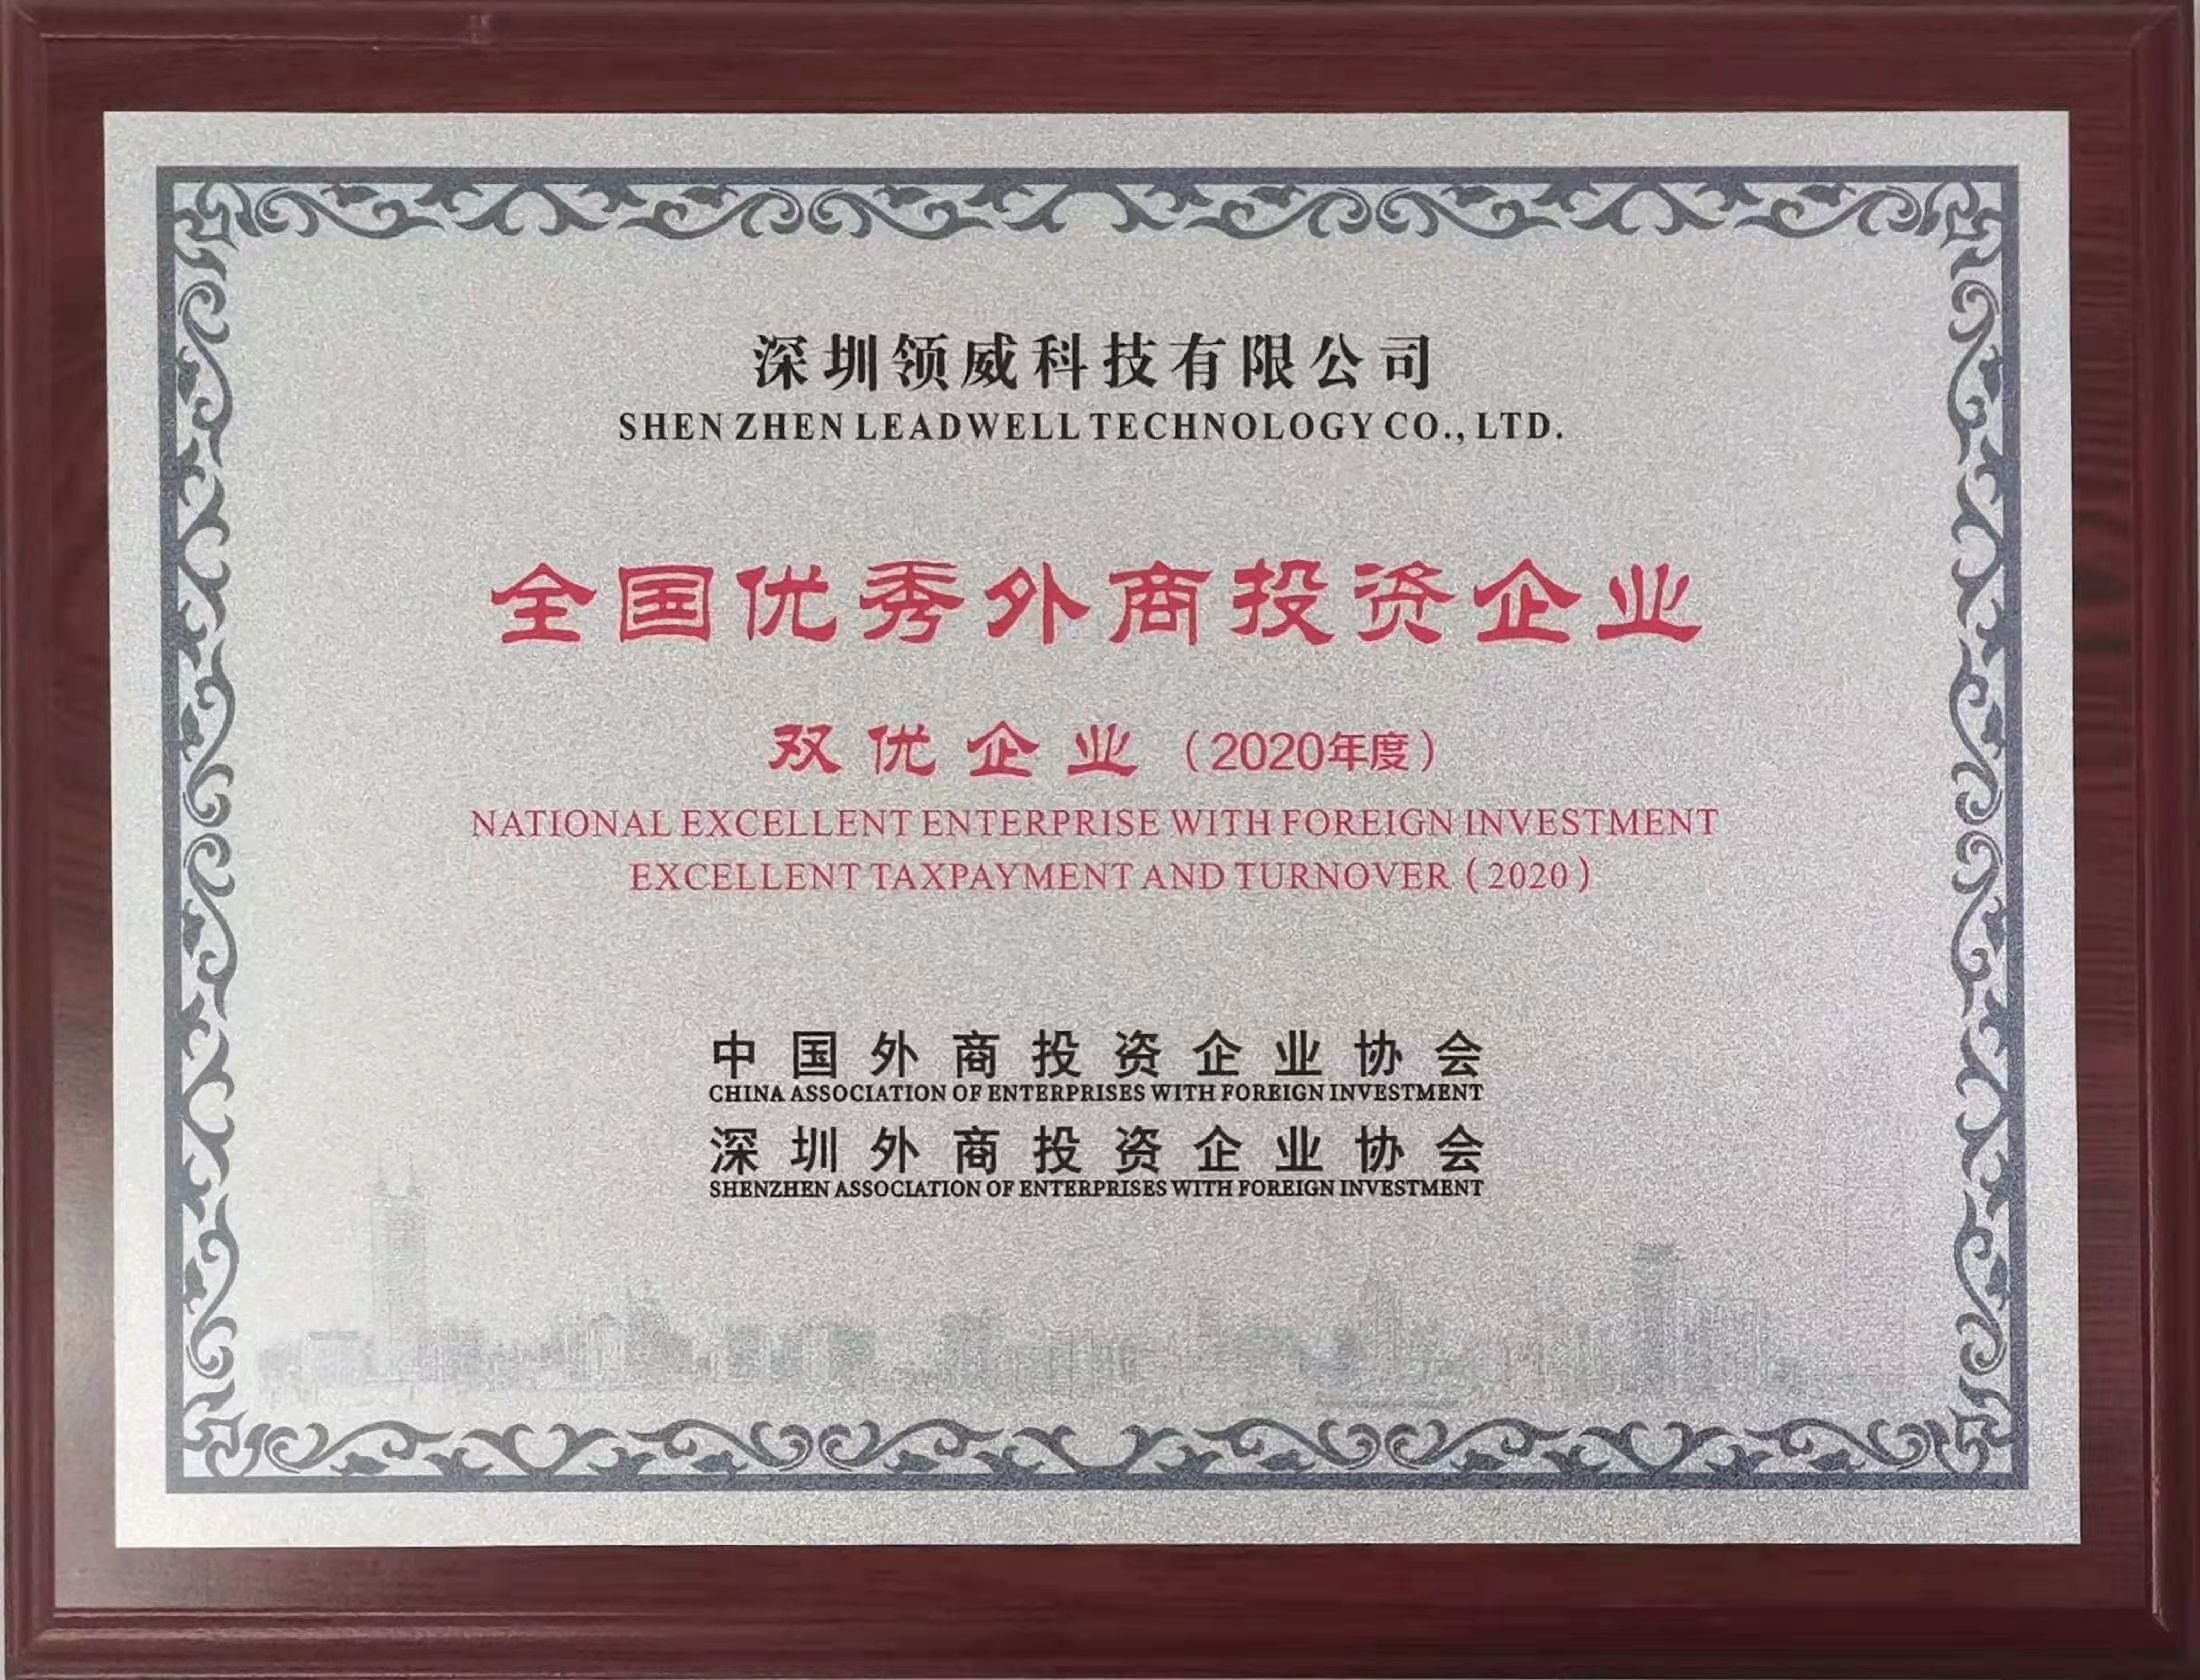 深圳领威科技有限公司
SHEN ZHEN LEADWELL TECHNOLOGY CO., LTD.
全国优秀外商投资企业
双优企业（2020年度）
NATIONAL EXCELLENT ENTERPRISE WITH FOREIGN INVESTMENT
EXCELLENT TAXPAYMENT AND TURNOVER（2020）
中国外商投资企业协会
CHINA ASSOCIATION OF ENTERPRISES WITH FOREIGN INVESTMENT
深圳外商投资企业协会
SHENZHEN ASSOCIATION OF ENTERPRISES WITH FOREIGN INVESTMENT